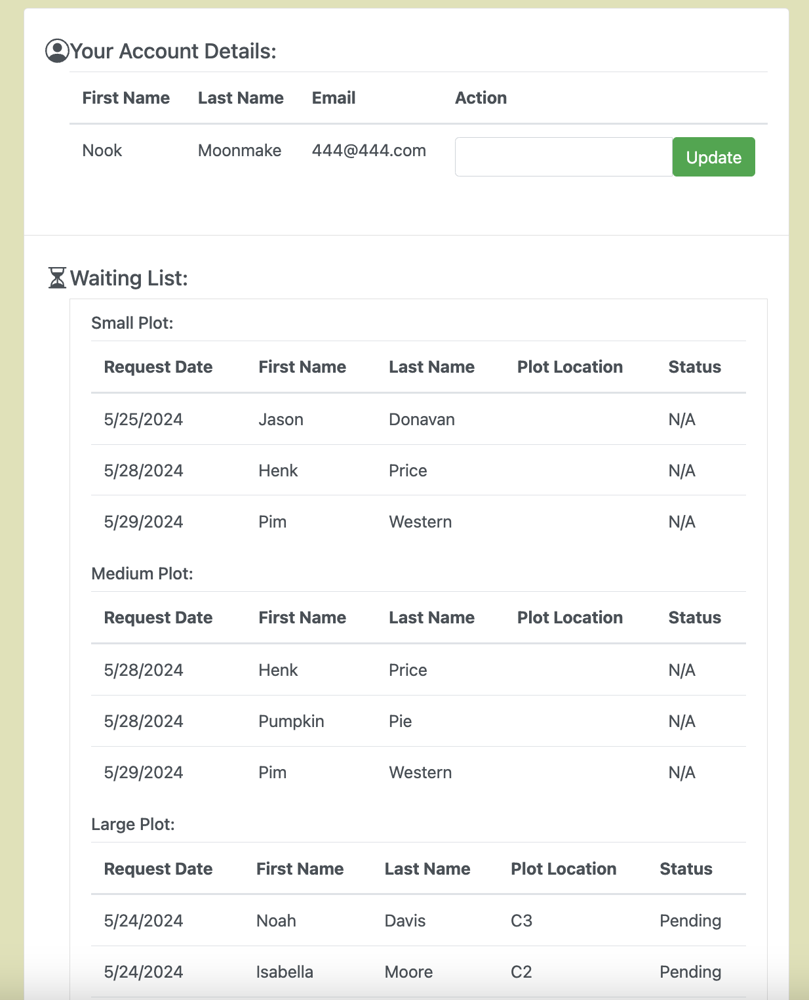 Your Account Details:
First Name Last Name Email Action
Nook Moonmake 444@444.com Update
Waiting List:
Small Plot:
Request Date First Name Last Name Plot Location Status
5/25/2024 Jason Donavan N/A
5/28/2024 Henk Price N/A
5/29/2024 Pim Western N/A
Medium Plot:
Request Date First Name Last Name Plot Location Status
5/28/2024 Henk Price N/A
5/28/2024 Pumpkin Pie N/A
5/29/2024 Pim Western N/A
Large Plot:
Request Date First Name Last Name Plot Location Status
5/24/2024 Noah Davis C3 Pending
5/24/2024 Isabella Moore C2 Pending